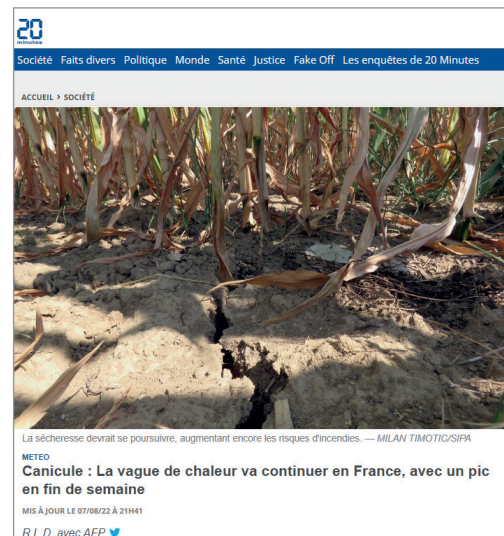 20
minutes
Société Faits divers Politique Monde Santé Justice Fake Off Les enquêtes de 20 Minutes
ACCUEIL > SOCIÉTÉ
La sécheresse devrait se poursuivre, augmentant encore les risques d'incendies. — MILAN TIMOTIC/SIPA
METEO
Canicule : La vague de chaleur va continuer en France, avec un pic
en fin de semaine
MIS À JOUR LE 07/08/22 À 21H41
R.L. D. avec AFP